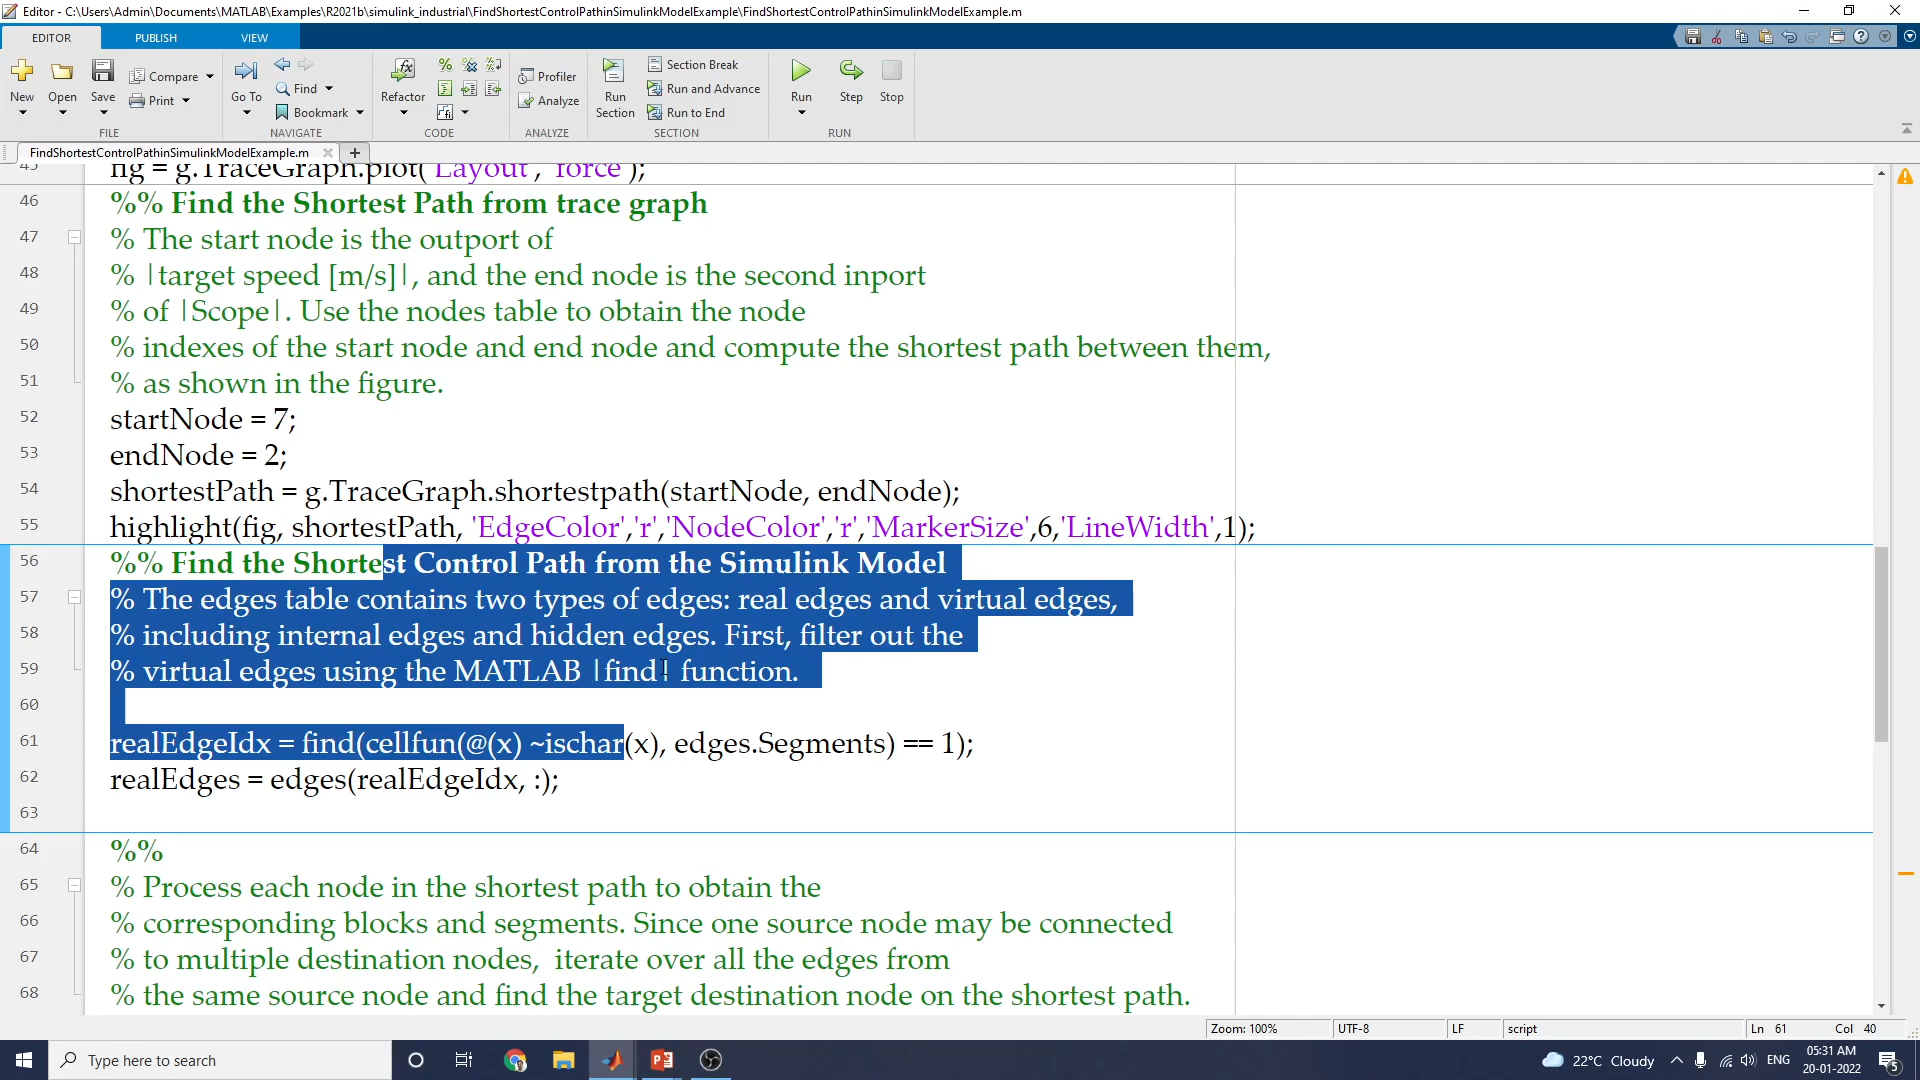 Editor - C:\Users\Admin\Documents\MATLAB\Examples\R2021b\simulink_industrial\FindShortestControlPathinSimulinkModelExample\FindShortestControlPathinSimulinkModelExample.m
EDITOR PUBLISH VIEW
New Open Save Compare Print
Go To Find Bookmark
Refactor
Profiler Analyze
Run Section Section Break Run and Advance Run to End
Run Step Stop
FILE NAVIGATE CODE ANALYZE SECTION RUN
FindShortestControlPathinSimulinkModelExample.m
45 fig = g.TraceGraph.plot('Layout', 'force');
46 %% Find the Shortest Path from trace graph
47 % The start node is the outport of
48 % |target speed [m/s]|, and the end node is the second inport
49 % of |Scope|. Use the nodes table to obtain the node
50 % indexes of the start node and end node and compute the shortest path between them,
51 % as shown in the figure.
52 startNode = 7;
53 endNode = 2;
54 shortestPath = g.TraceGraph.shortestpath(startNode, endNode);
55 highlight(fig, shortestPath, 'EdgeColor','r','NodeColor','r','MarkerSize',6,'LineWidth',1);
56 %% Find the Shortest Control Path from the Simulink Model
57 % The edges table contains two types of edges: real edges and virtual edges,
58 % including internal edges and hidden edges. First, filter out the
59 % virtual edges using the MATLAB |find| function.
60
61 realEdgeIdx = find(cellfun(@(x) ~ischar(x), edges.Segments) == 1);
62 realEdges = edges(realEdgeIdx, :);
63
64 %%
65 % Process each node in the shortest path to obtain the
66 % corresponding blocks and segments. Since one source node may be connected
67 % to multiple destination nodes,  iterate over all the edges from
68 % the same source node and find the target destination node on the shortest path.
Zoom: 100% UTF-8 LF script Ln 61 Col 40
Type here to search
22°C Cloudy ENG 05:31 AM
20-01-2022
5